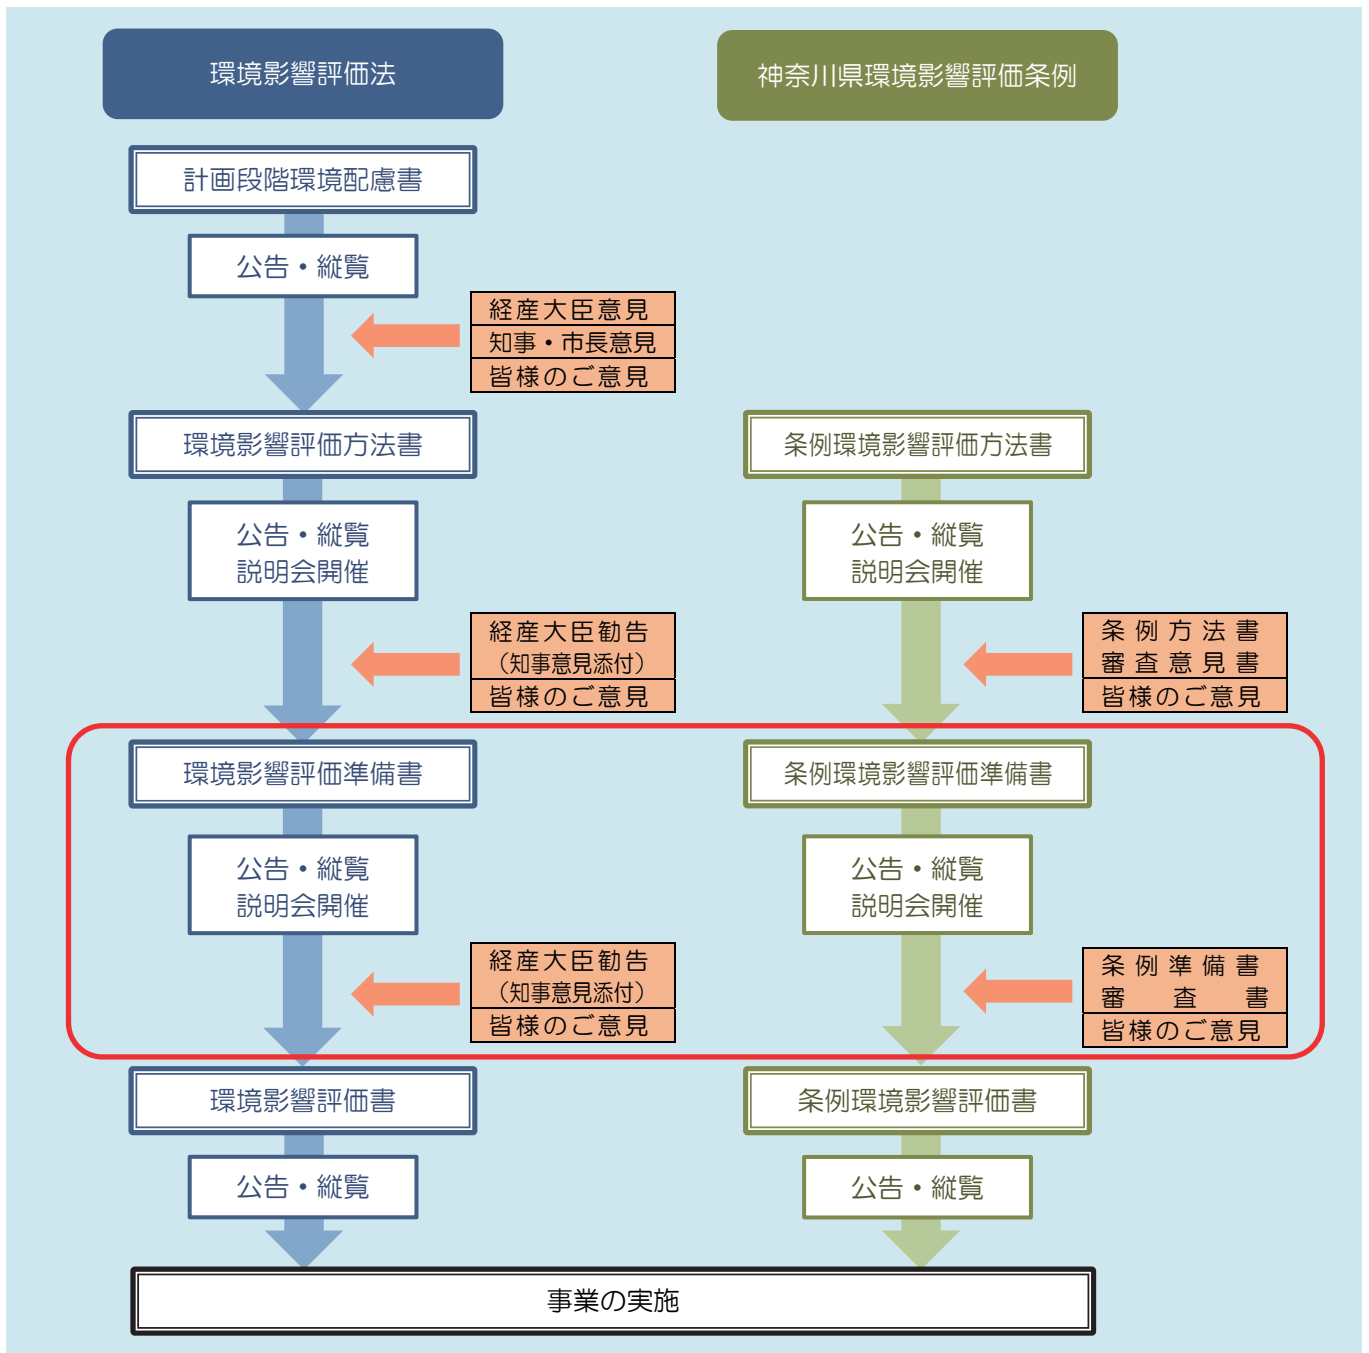 環境影響評価法
神奈川県環境影響評価条例
計画段階環境配慮書
公告・縦覧
経産大臣意見
知事・市長意見
皆様のご意見
環境影響評価方法書
条例環境影響評価方法書
公告・縦覧
説明会開催
公告・縦覧
説明会開催
経産大臣勧告
（知事意見添付）
皆様のご意見
条例方法書
審査意見書
皆様のご意見
環境影響評価準備書
条例環境影響評価準備書
公告・縦覧
説明会開催
公告・縦覧
説明会開催
経産大臣勧告
（知事意見添付）
皆様のご意見
条例準備書
審査書
皆様のご意見
環境影響評価書
条例環境影響評価書
公告・縦覧
公告・縦覧
事業の実施